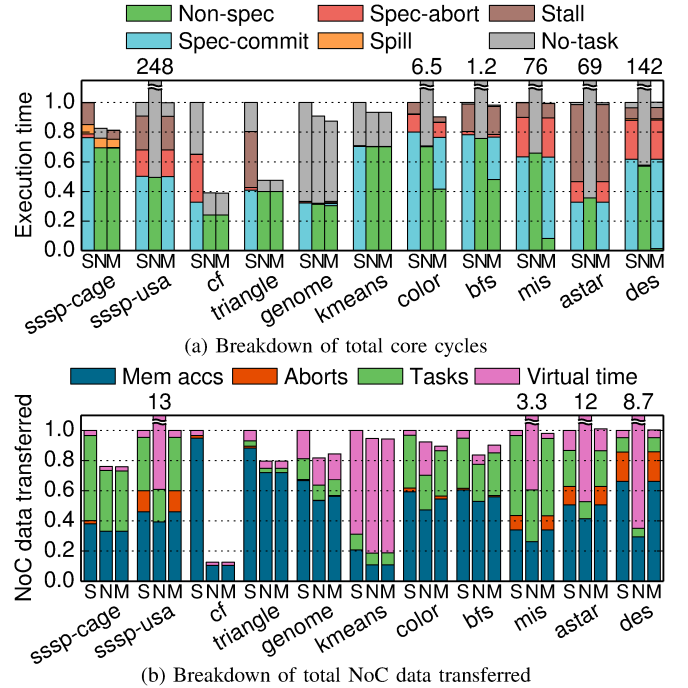 Non-spec Spec-abort Stall
Spec-commit Spill No-task
248 6.5 1.2 76 69 142
Execution time
1.0
0.8
0.6
0.4
0.2
0.0
SNM SNM SNM SNM SNM SNM SNM SNM SNM SNM SNM
sssp-cage sssp-usa cf triangle genome kmeans color bfs mis astar des
(a) Breakdown of total core cycles
Mem accs Aborts Tasks Virtual time
13 3.3 12 8.7
NoC data transferred
1.0
0.8
0.6
0.4
0.2
0.0
SNM SNM SNM SNM SNM SNM SNM SNM SNM SNM SNM
sssp-cage sssp-usa cf triangle genome kmeans color bfs mis astar des
(b) Breakdown of total NoC data transferred